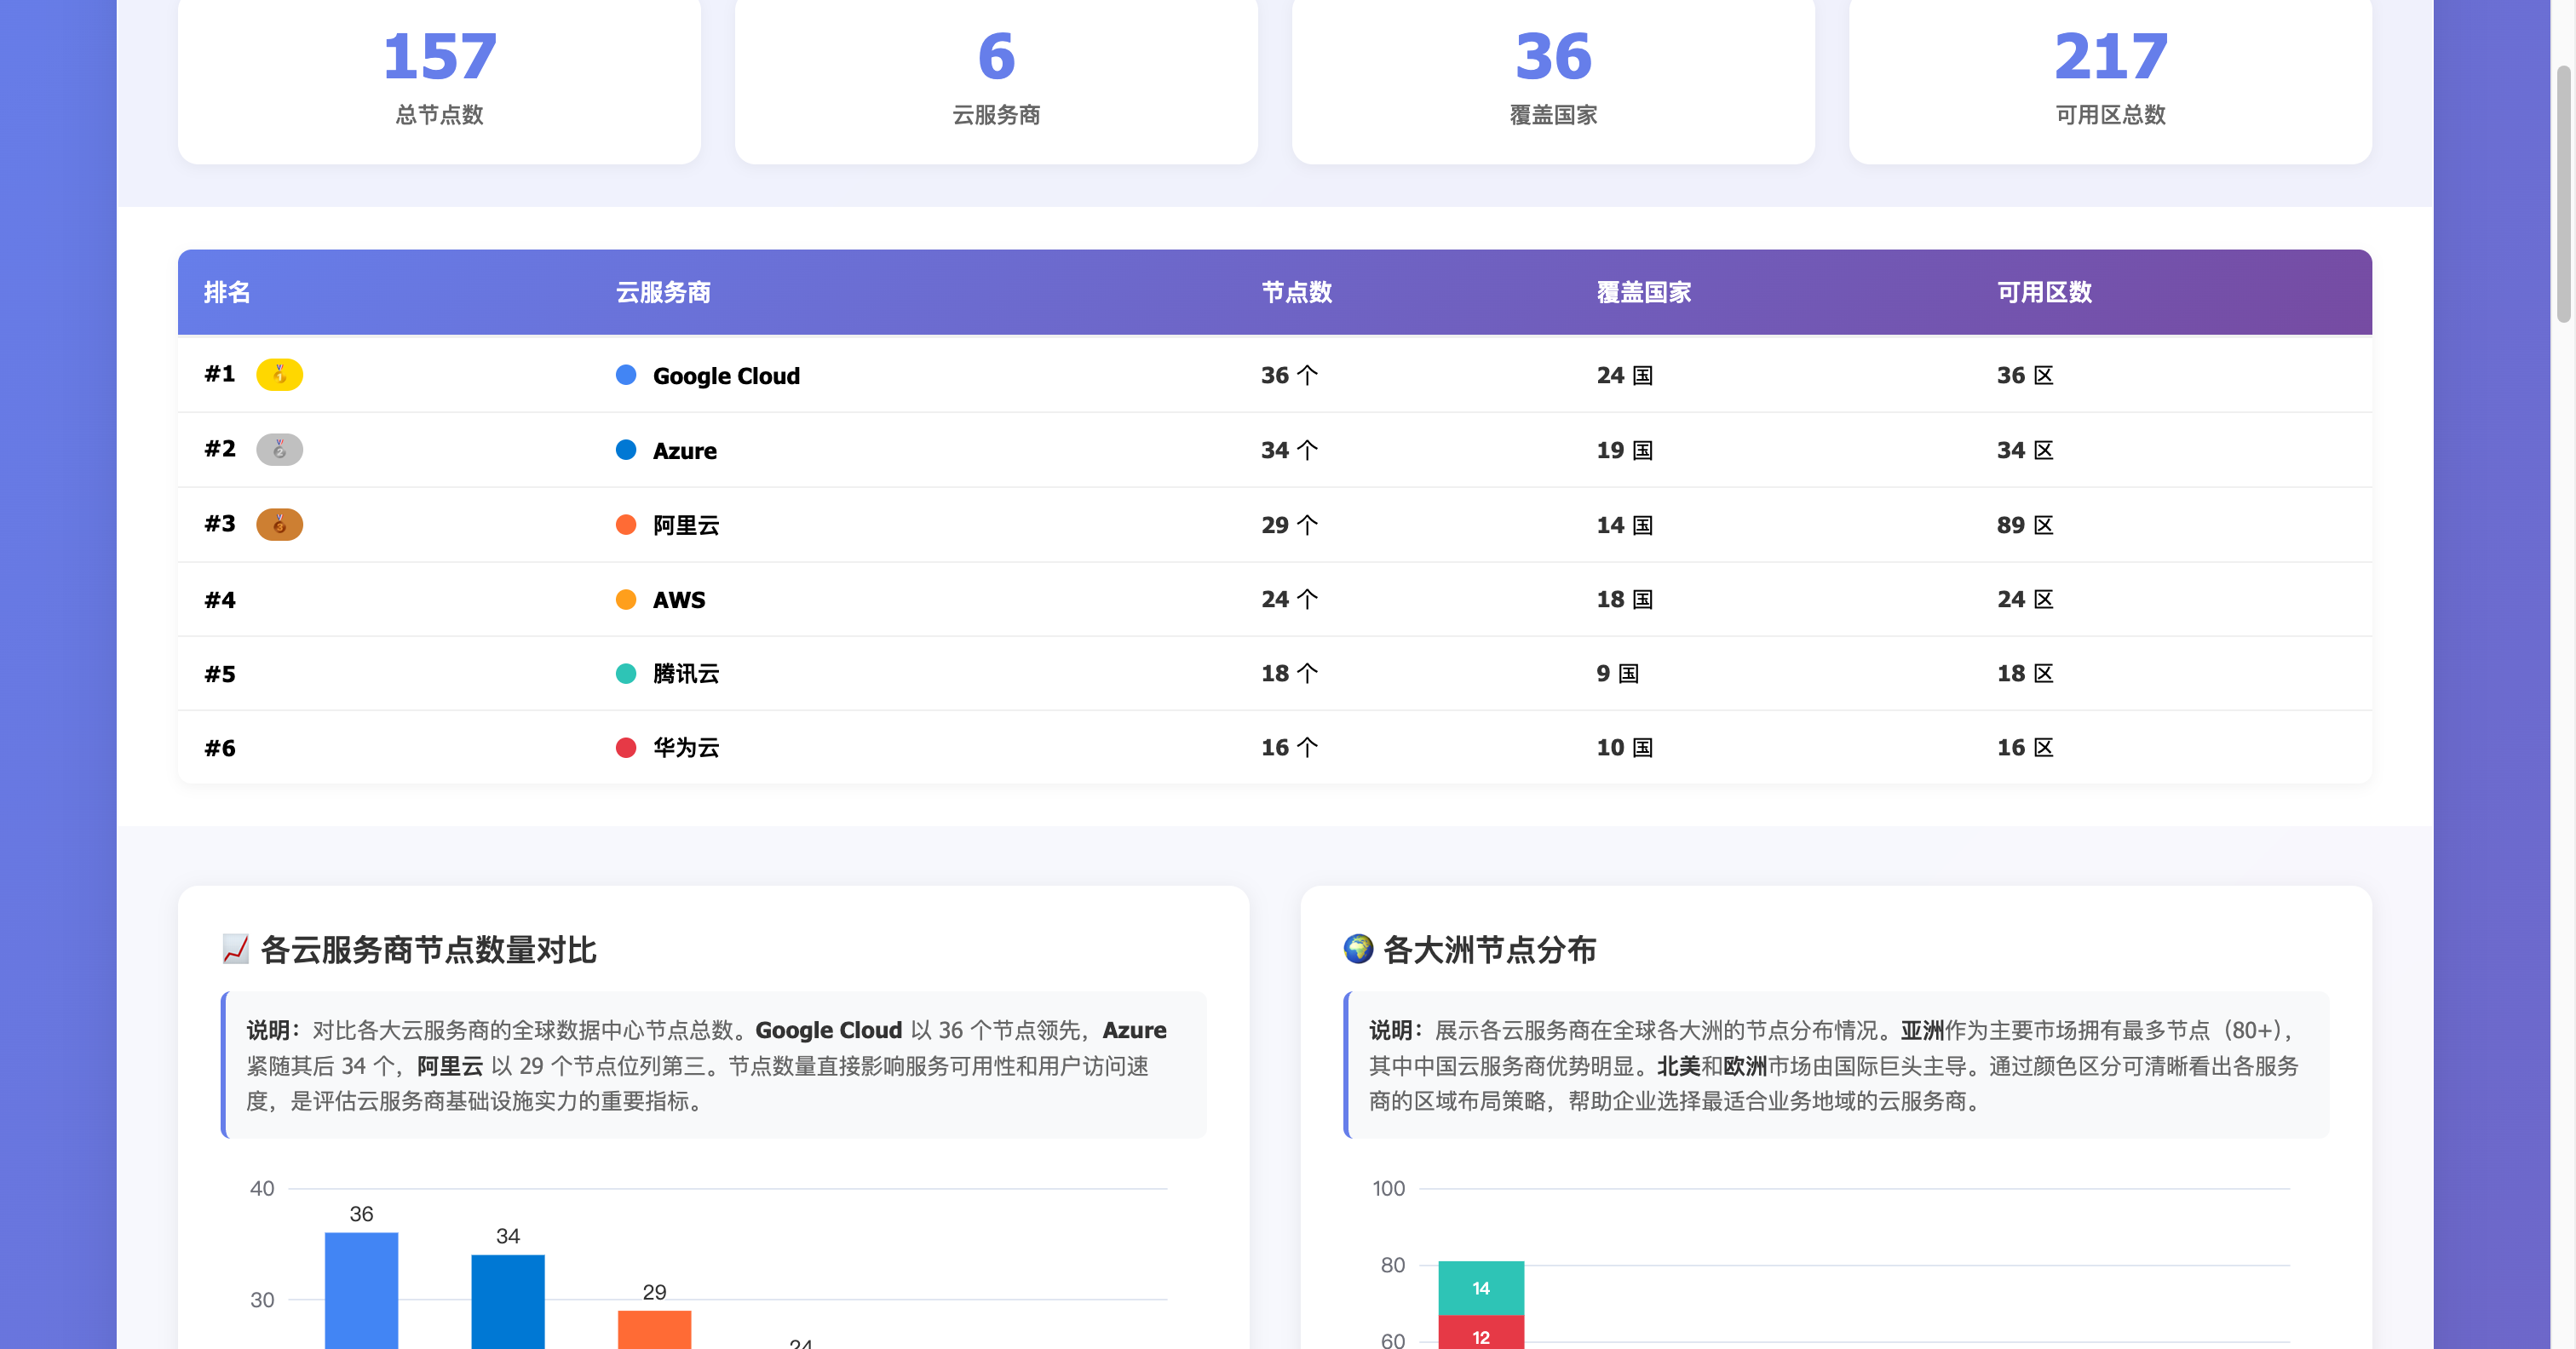 157
总节点数
6
云服务商
36
覆盖国家
217
可用区总数
排名 云服务商 节点数 覆盖国家 可用区数
#1 Google Cloud 36 个 24 国 36 区
#2 Azure 34 个 19 国 34 区
#3 阿里云 29 个 14 国 89 区
#4 AWS 24 个 18 国 24 区
#5 腾讯云 18 个 9 国 18 区
#6 华为云 16 个 10 国 16 区
各云服务商节点数量对比
说明：对比各大云服务商的全球数据中心节点总数。Google Cloud 以 36 个节点领先，Azure
紧随其后 34 个，阿里云 以 29 个节点位列第三。节点数量直接影响服务可用性和用户访问速
度，是评估云服务商基础设施实力的重要指标。
40
36
34
30
29
24
各大洲节点分布
说明：展示各云服务商在全球各大洲的节点分布情况。亚洲作为主要市场拥有最多节点（80+），
其中中国云服务商优势明显。北美和欧洲市场由国际巨头主导。通过颜色区分可清晰看出各服务
商的区域布局策略，帮助企业选择最适合业务地域的云服务商。
100
80
14
60
12